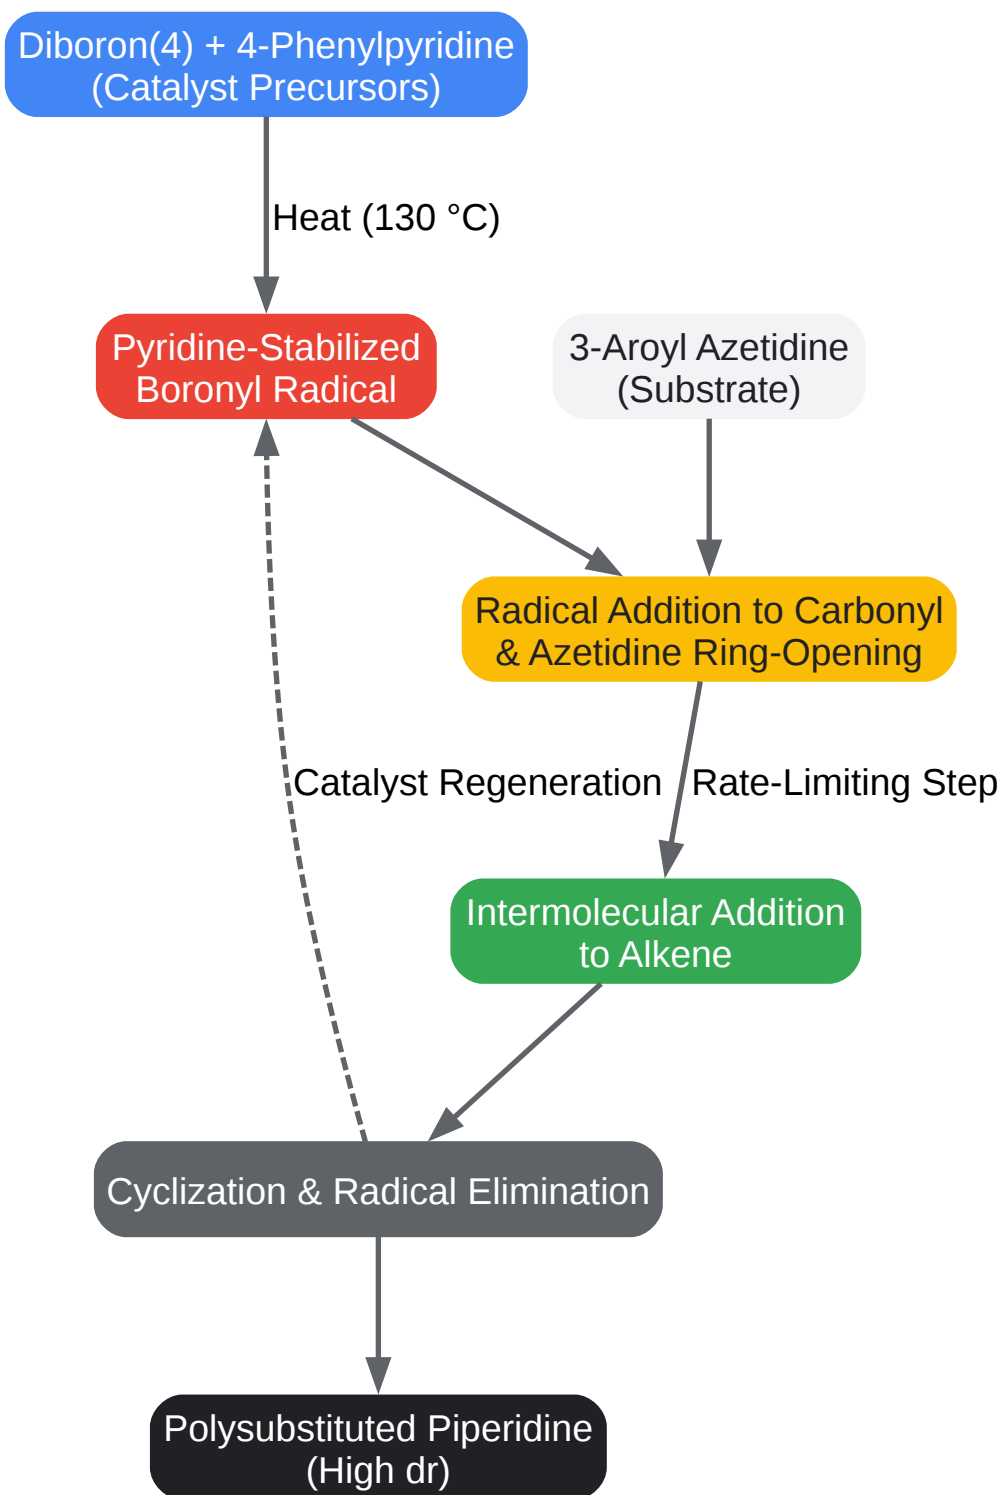 Diboron(4) + 4-Phenylpyridine
(Catalyst Precursors)
Heat (130 °C)
Pyridine-Stabilized
Boronyl Radical
3-Aroyl Azetidine
(Substrate)
Radical Addition to Carbonyl
& Azetidine Ring-Opening
Catalyst Regeneration
Rate-Limiting Step
Intermolecular Addition
to Alkene
Cyclization & Radical Elimination
Polysubstituted Piperidine
(High dr)